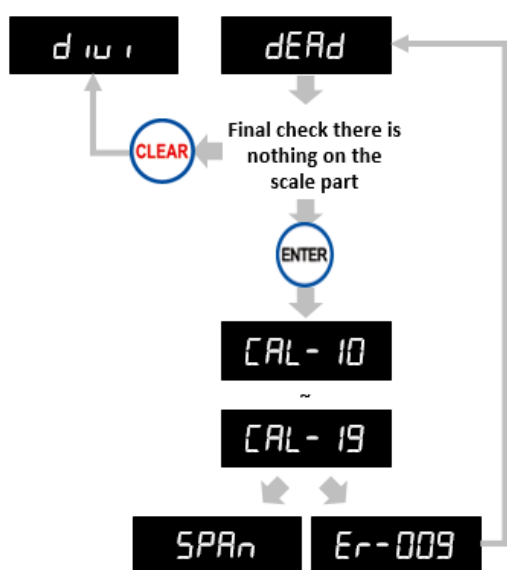 divi
dEAd
Final check there is
nothing on the
scale part
CLEAR
ENTER
CAL- 10
~
CAL- 19
SPAn
Er-009